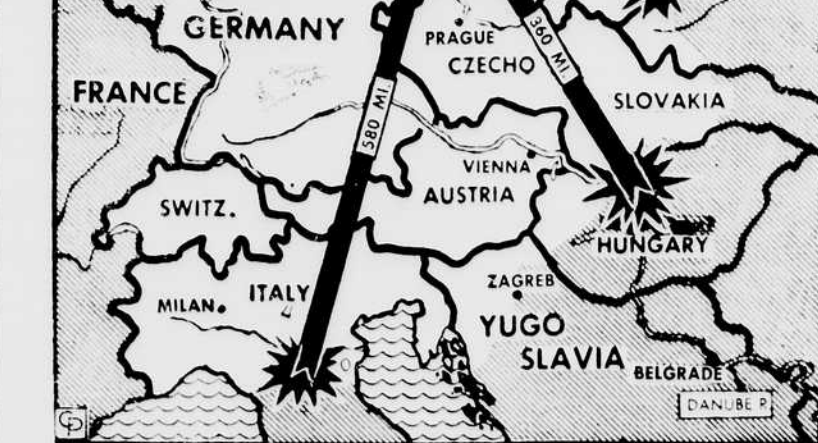 GERMANY
PRAGUE
CZECHO
360 MI.
580 MI.
FRANCE
SLOVAKIA
VIENNA
AUSTRIA
SWITZ.
HUNGARY
MILAN
ITALY
ZAGREB
YUGO
SLAVIA
BELGRADE
DANUBE R.
CP